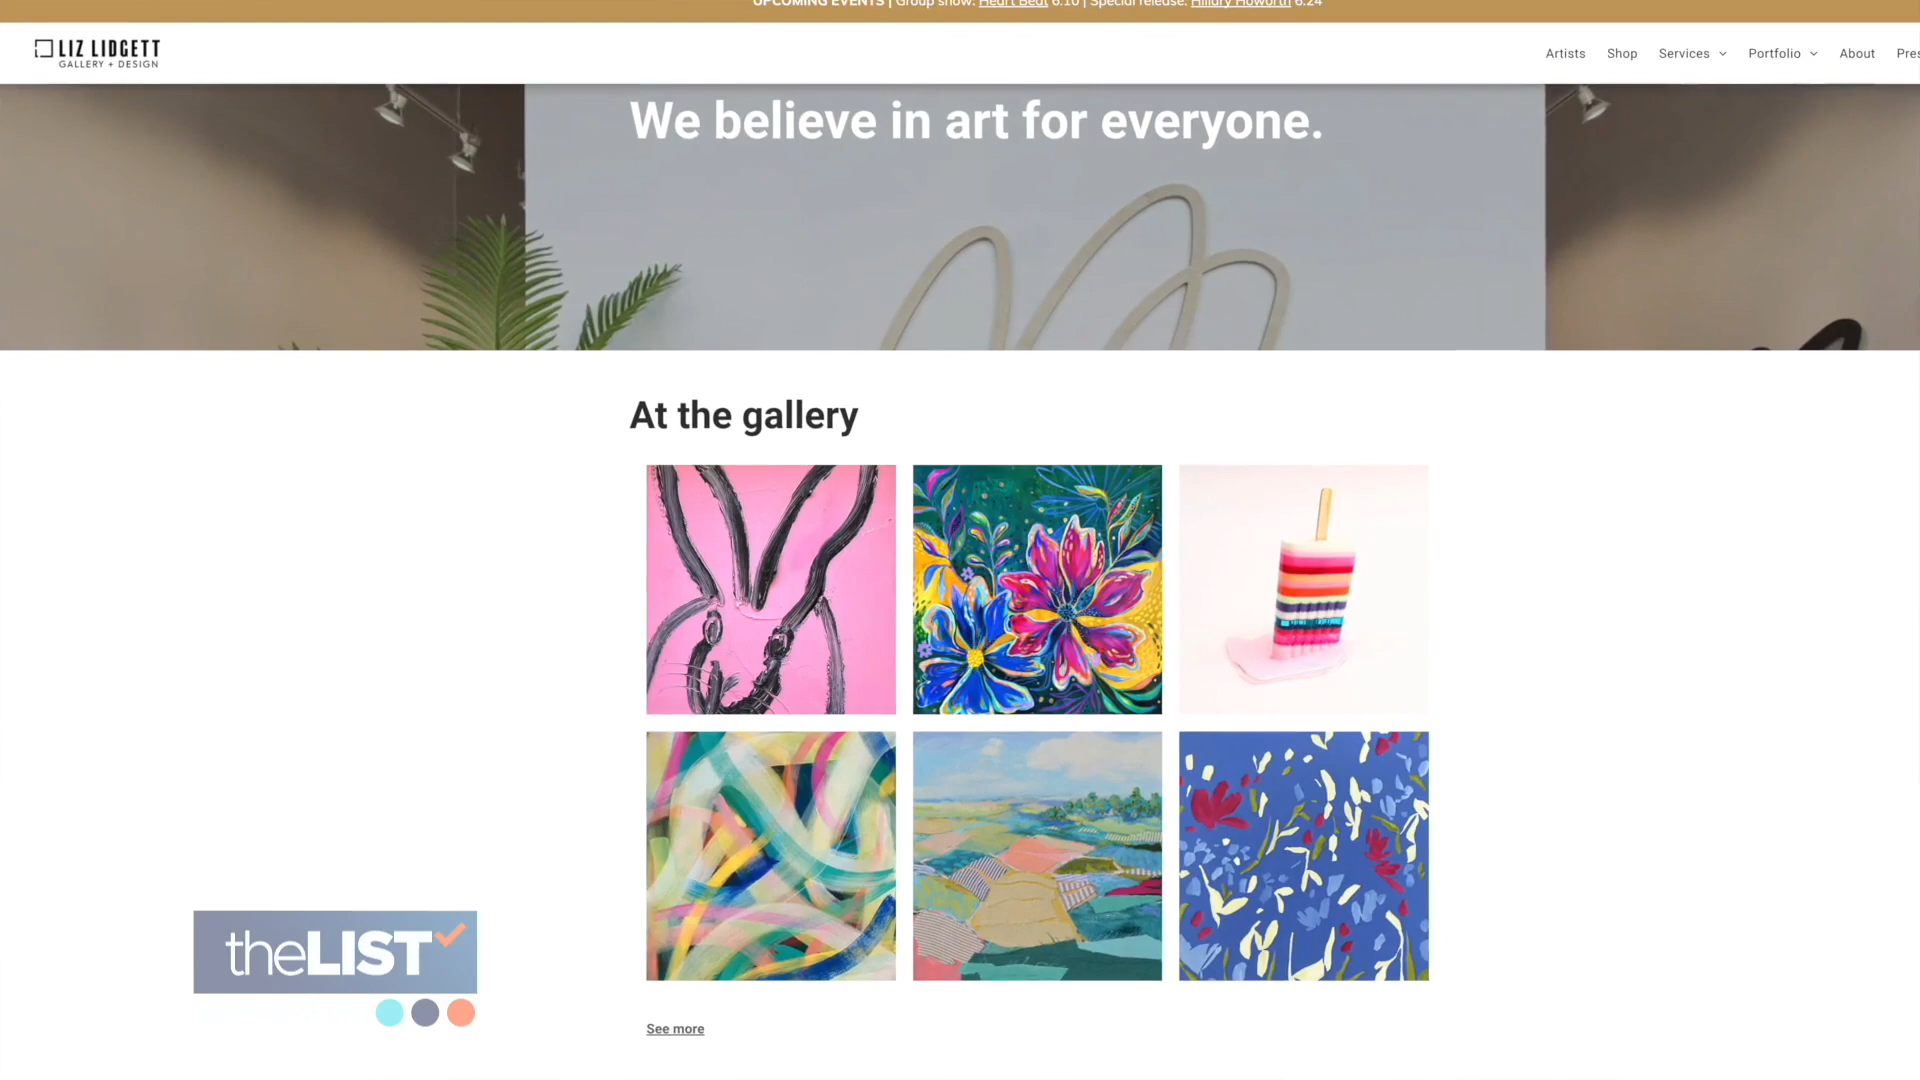 UPCOMING EVENTS | Group show: Heart Beat 6.10 | Special release: Hillary Howorth 6.24
LIZ LIDGETT
GALLERY + DESIGN
Artists Shop Services Portfolio About Pres
We believe in art for everyone.
At the gallery
theLIST
See more